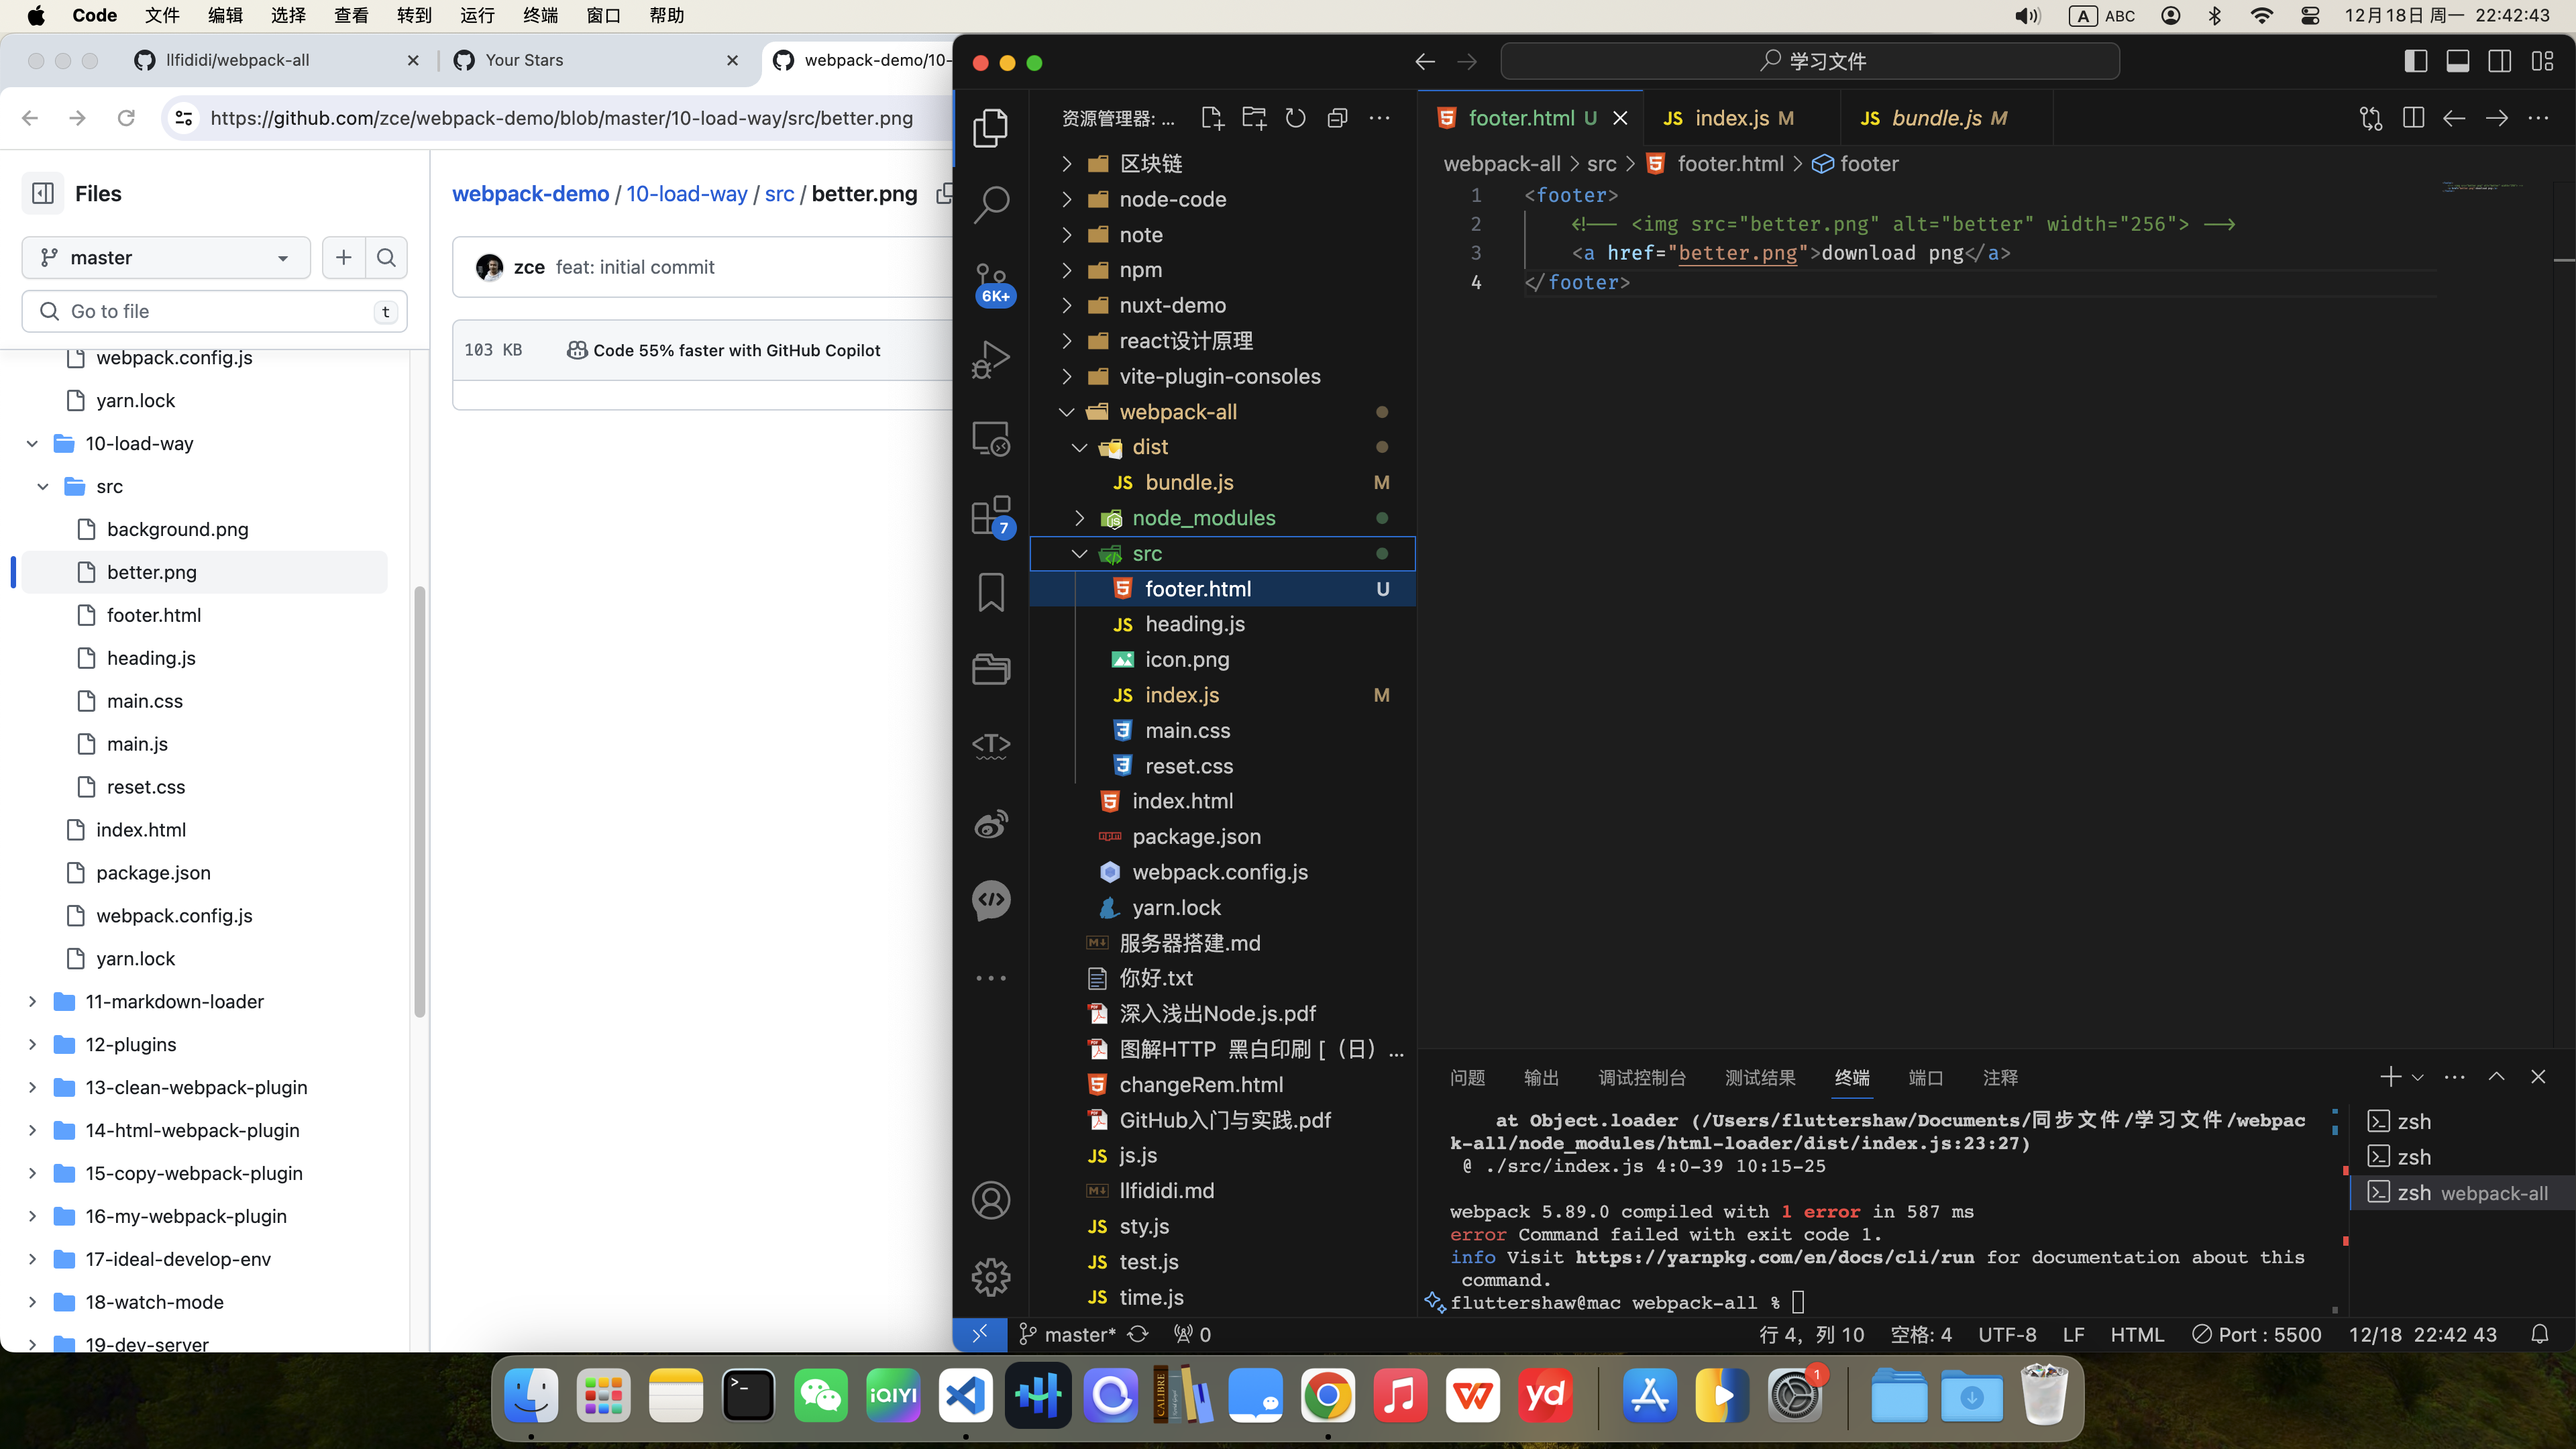 Code 文件 编辑 选择 查看 转到 运行 终端 窗口 帮助
A ABC 12月18日 周一 22:42:43
llfididi/webpack-all
Your Stars
webpack-demo/10-
https://github.com/zce/webpack-demo/blob/master/10-load-way/src/better.png
Files
master
Go to file
t
webpack.config.js
yarn.lock
10-load-way
src
background.png
better.png
footer.html
heading.js
main.css
main.js
reset.css
index.html
package.json
webpack.config.js
yarn.lock
11-markdown-loader
12-plugins
13-clean-webpack-plugin
14-html-webpack-plugin
15-copy-webpack-plugin
16-my-webpack-plugin
17-ideal-develop-env
18-watch-mode
19-dev-server
webpack-demo / 10-load-way / src / better.png
zce feat: initial commit
103 KB
Code 55% faster with GitHub Copilot
学习文件
6K+
7
资源管理器: ...
区块链
node-code
note
npm
nuxt-demo
react设计原理
vite-plugin-consoles
webpack-all
dist
JS bundle.js M
node_modules
src
footer.html U
JS heading.js
icon.png
JS index.js M
main.css
reset.css
index.html
package.json
webpack.config.js
yarn.lock
服务器搭建.md
你好.txt
深入浅出Node.js.pdf
图解HTTP 黑白印刷 [（日）...
changeRem.html
GitHub入门与实践.pdf
JS js.js
llfididi.md
JS sty.js
JS test.js
JS time.js
footer.html U
JS index.js M
JS bundle.js M
webpack-all > src > footer.html > footer
1 <footer>
2 <!-- <img src="better.png" alt="better" width="256"> -->
3 <a href="better.png">download png</a>
4 </footer>
问题 输出 调试控制台 测试结果 终端 端口 注释
at Object.loader (/Users/fluttershaw/Documents/同步文件/学习文件/webpac
k-all/node_modules/html-loader/dist/index.js:23:27)
@ ./src/index.js 4:0-39 10:15-25
webpack 5.89.0 compiled with 1 error in 587 ms
error Command failed with exit code 1.
info Visit https://yarnpkg.com/en/docs/cli/run for documentation about this
command.
fluttershaw@mac webpack-all %
zsh
zsh
zsh webpack-all
master* 0
行 4，列 10 空格: 4 UTF-8 LF HTML Port : 5500 12/18 22:42 43
iQIYI
CALIBRE
yd
1